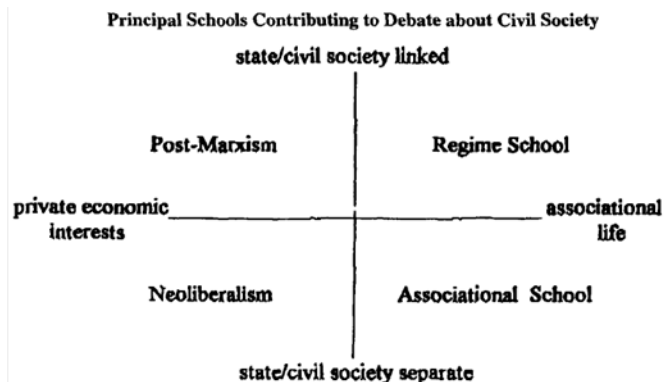 Principal Schools Contributing to Debate about Civil Society
state/civil society linked
Post-Marxism
Regime School
private economic
interests
associational
life
Neoliberalism
Associational School
state/civil society separate